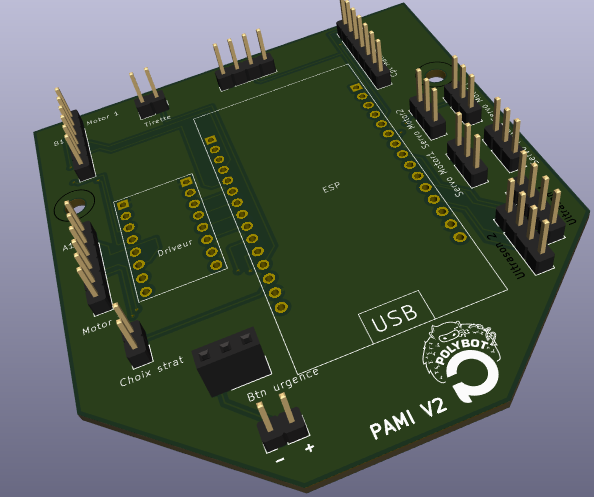 Motor 1
Tirette
ESP
Servo Motor2
Servo Motor1
Driveur
Motor
Ultrason 2
USB
Choix strat
Btn urgence
POLYBOT
PAMI V2
- +